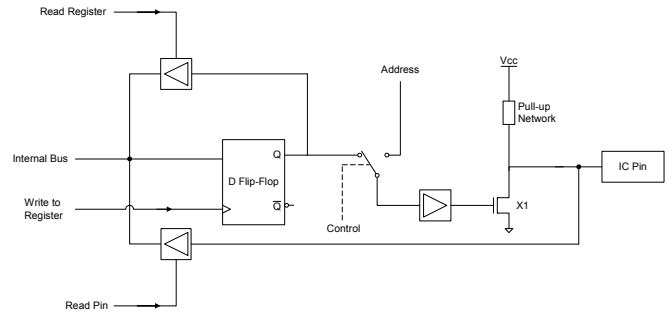 Read Register
Address
Vcc
Pull-up
Network
Internal Bus
Q
D Flip-Flop
IC Pin
Write to
Register
Q
X1
Control
Read Pin